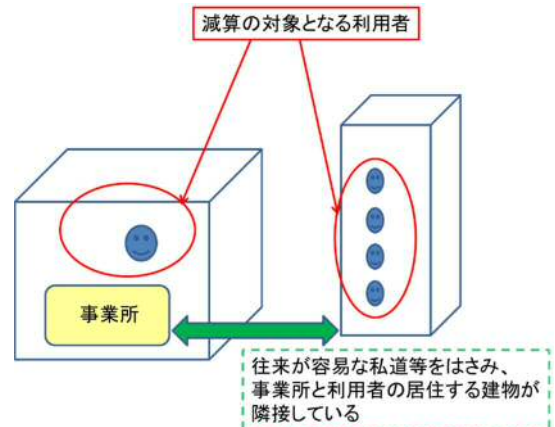 減算の対象となる利用者
事業所
往来が容易な私道等をはさみ、
事業所と利用者の居住する建物が
隣接している